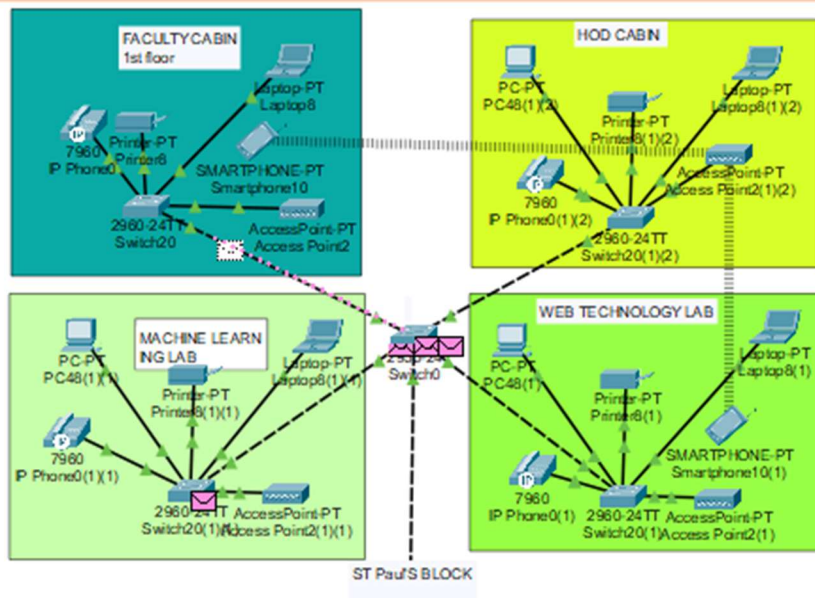 FACULTY CABIN
1st floor
Laptop-PT
Laptop8
Printer-PT
Printer8
7960
IP Phone0
SMARTPHONE-PT
Smartphone10
2960-24TT
Switch20
AccessPoint-PT
Access Point2
HOD CABIN
PC-PT
PC48(1)(2)
Laptop-PT
Laptop8(1)(2)
Printer-PT
Printer8(1)(2)
AccessPoint-PT
Access Point2(1)(2)
7960
IP Phone0(1)(2)
2960-24TT
Switch20(1)(2)
Switch0
MACHINE LEARN
ING LAB
PC-PT
PC48(1)(1)
Laptop-PT
Laptop8(1)(1)
Printer-PT
Printer8(1)(1)
7960
IP Phone0(1)(1)
2960-24TT
AccessPoint-PT
Access Point2(1)(1)
WEB TECHNOLOGY LAB
PC-PT
PC48(1)
Laptop-PT
Laptop8(1)
Printer-PT
Printer8(1)
SMARTPHONE-PT
Smartphone10(1)
7960
IP Phone0(1)
2960-24TT
Switch20(1)
AccessPoint-PT
Access Point2(1)
ST Paul'S BLOCK